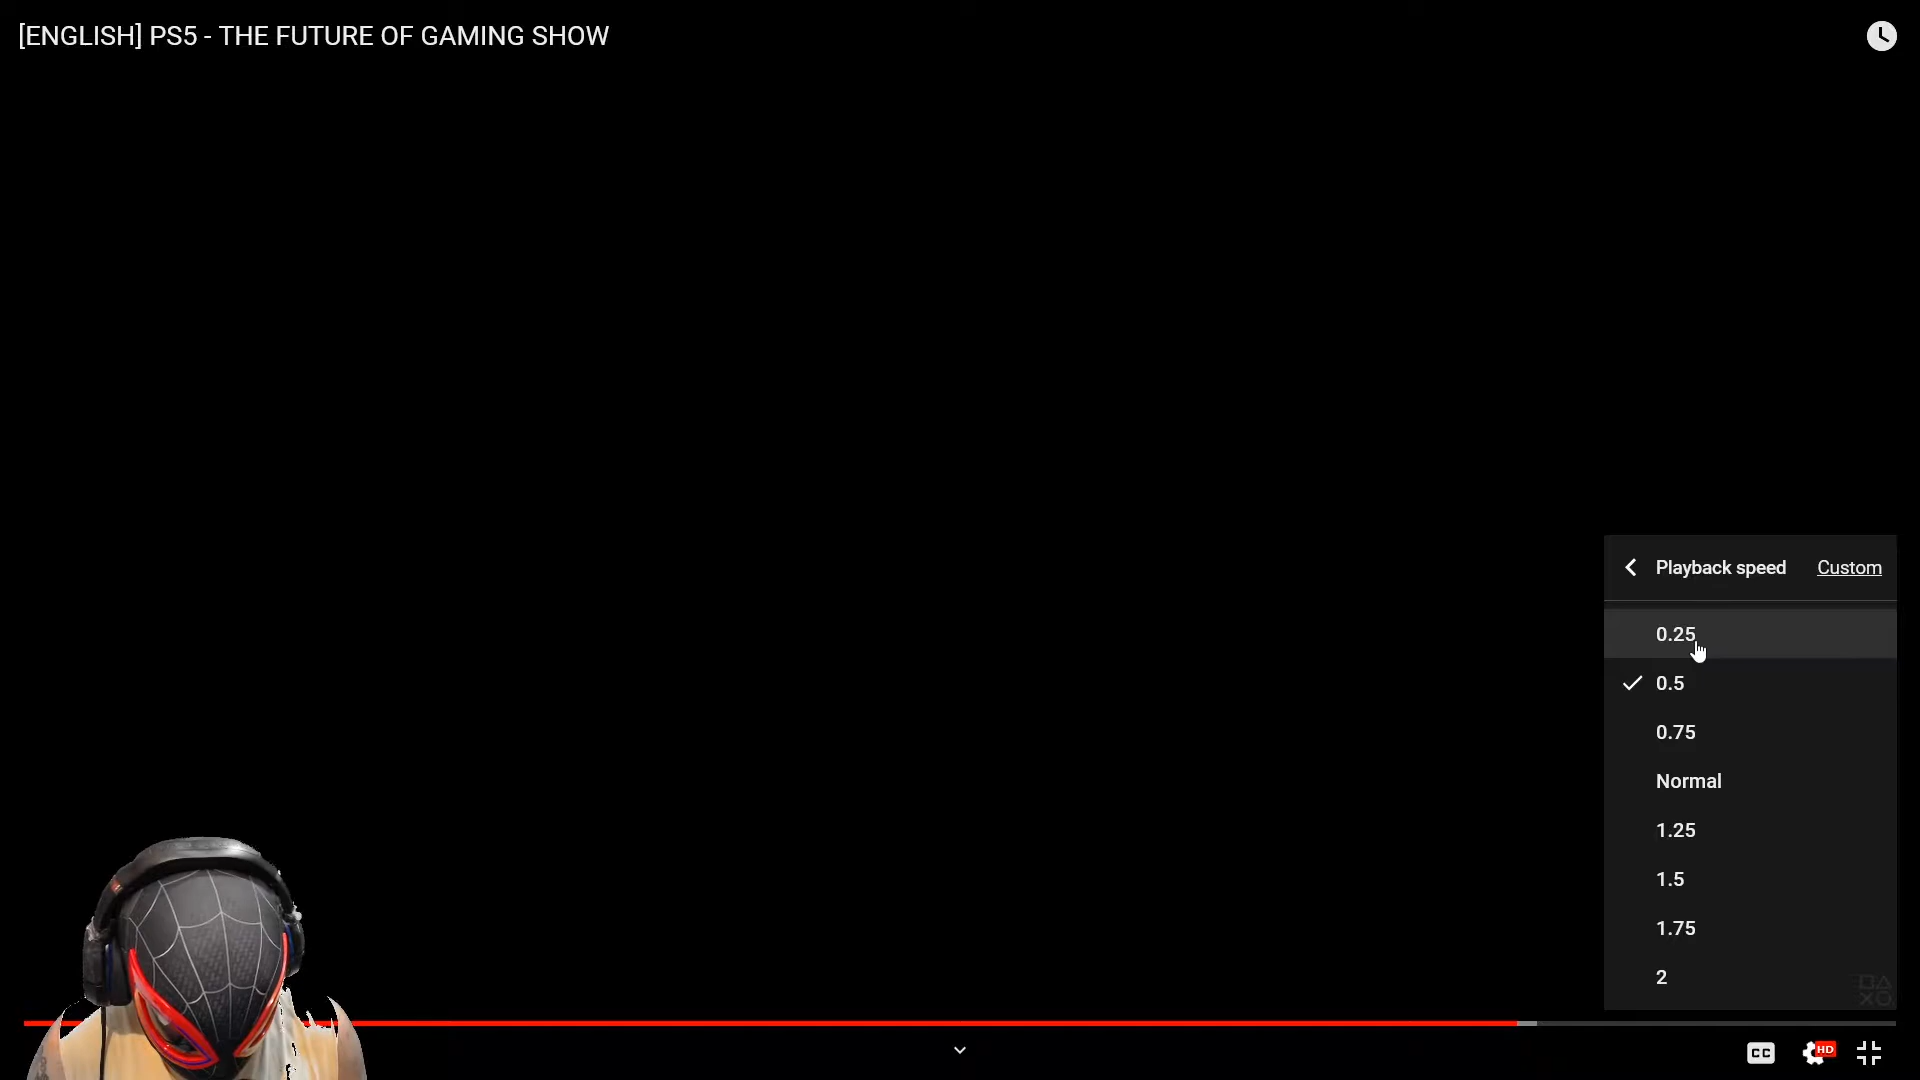 [ENGLISH] PS5 - THE FUTURE OF GAMING SHOW
Playback speed Custom
0.25
0.5
0.75
Normal
1.25
1.5
1.75
2
CC HD